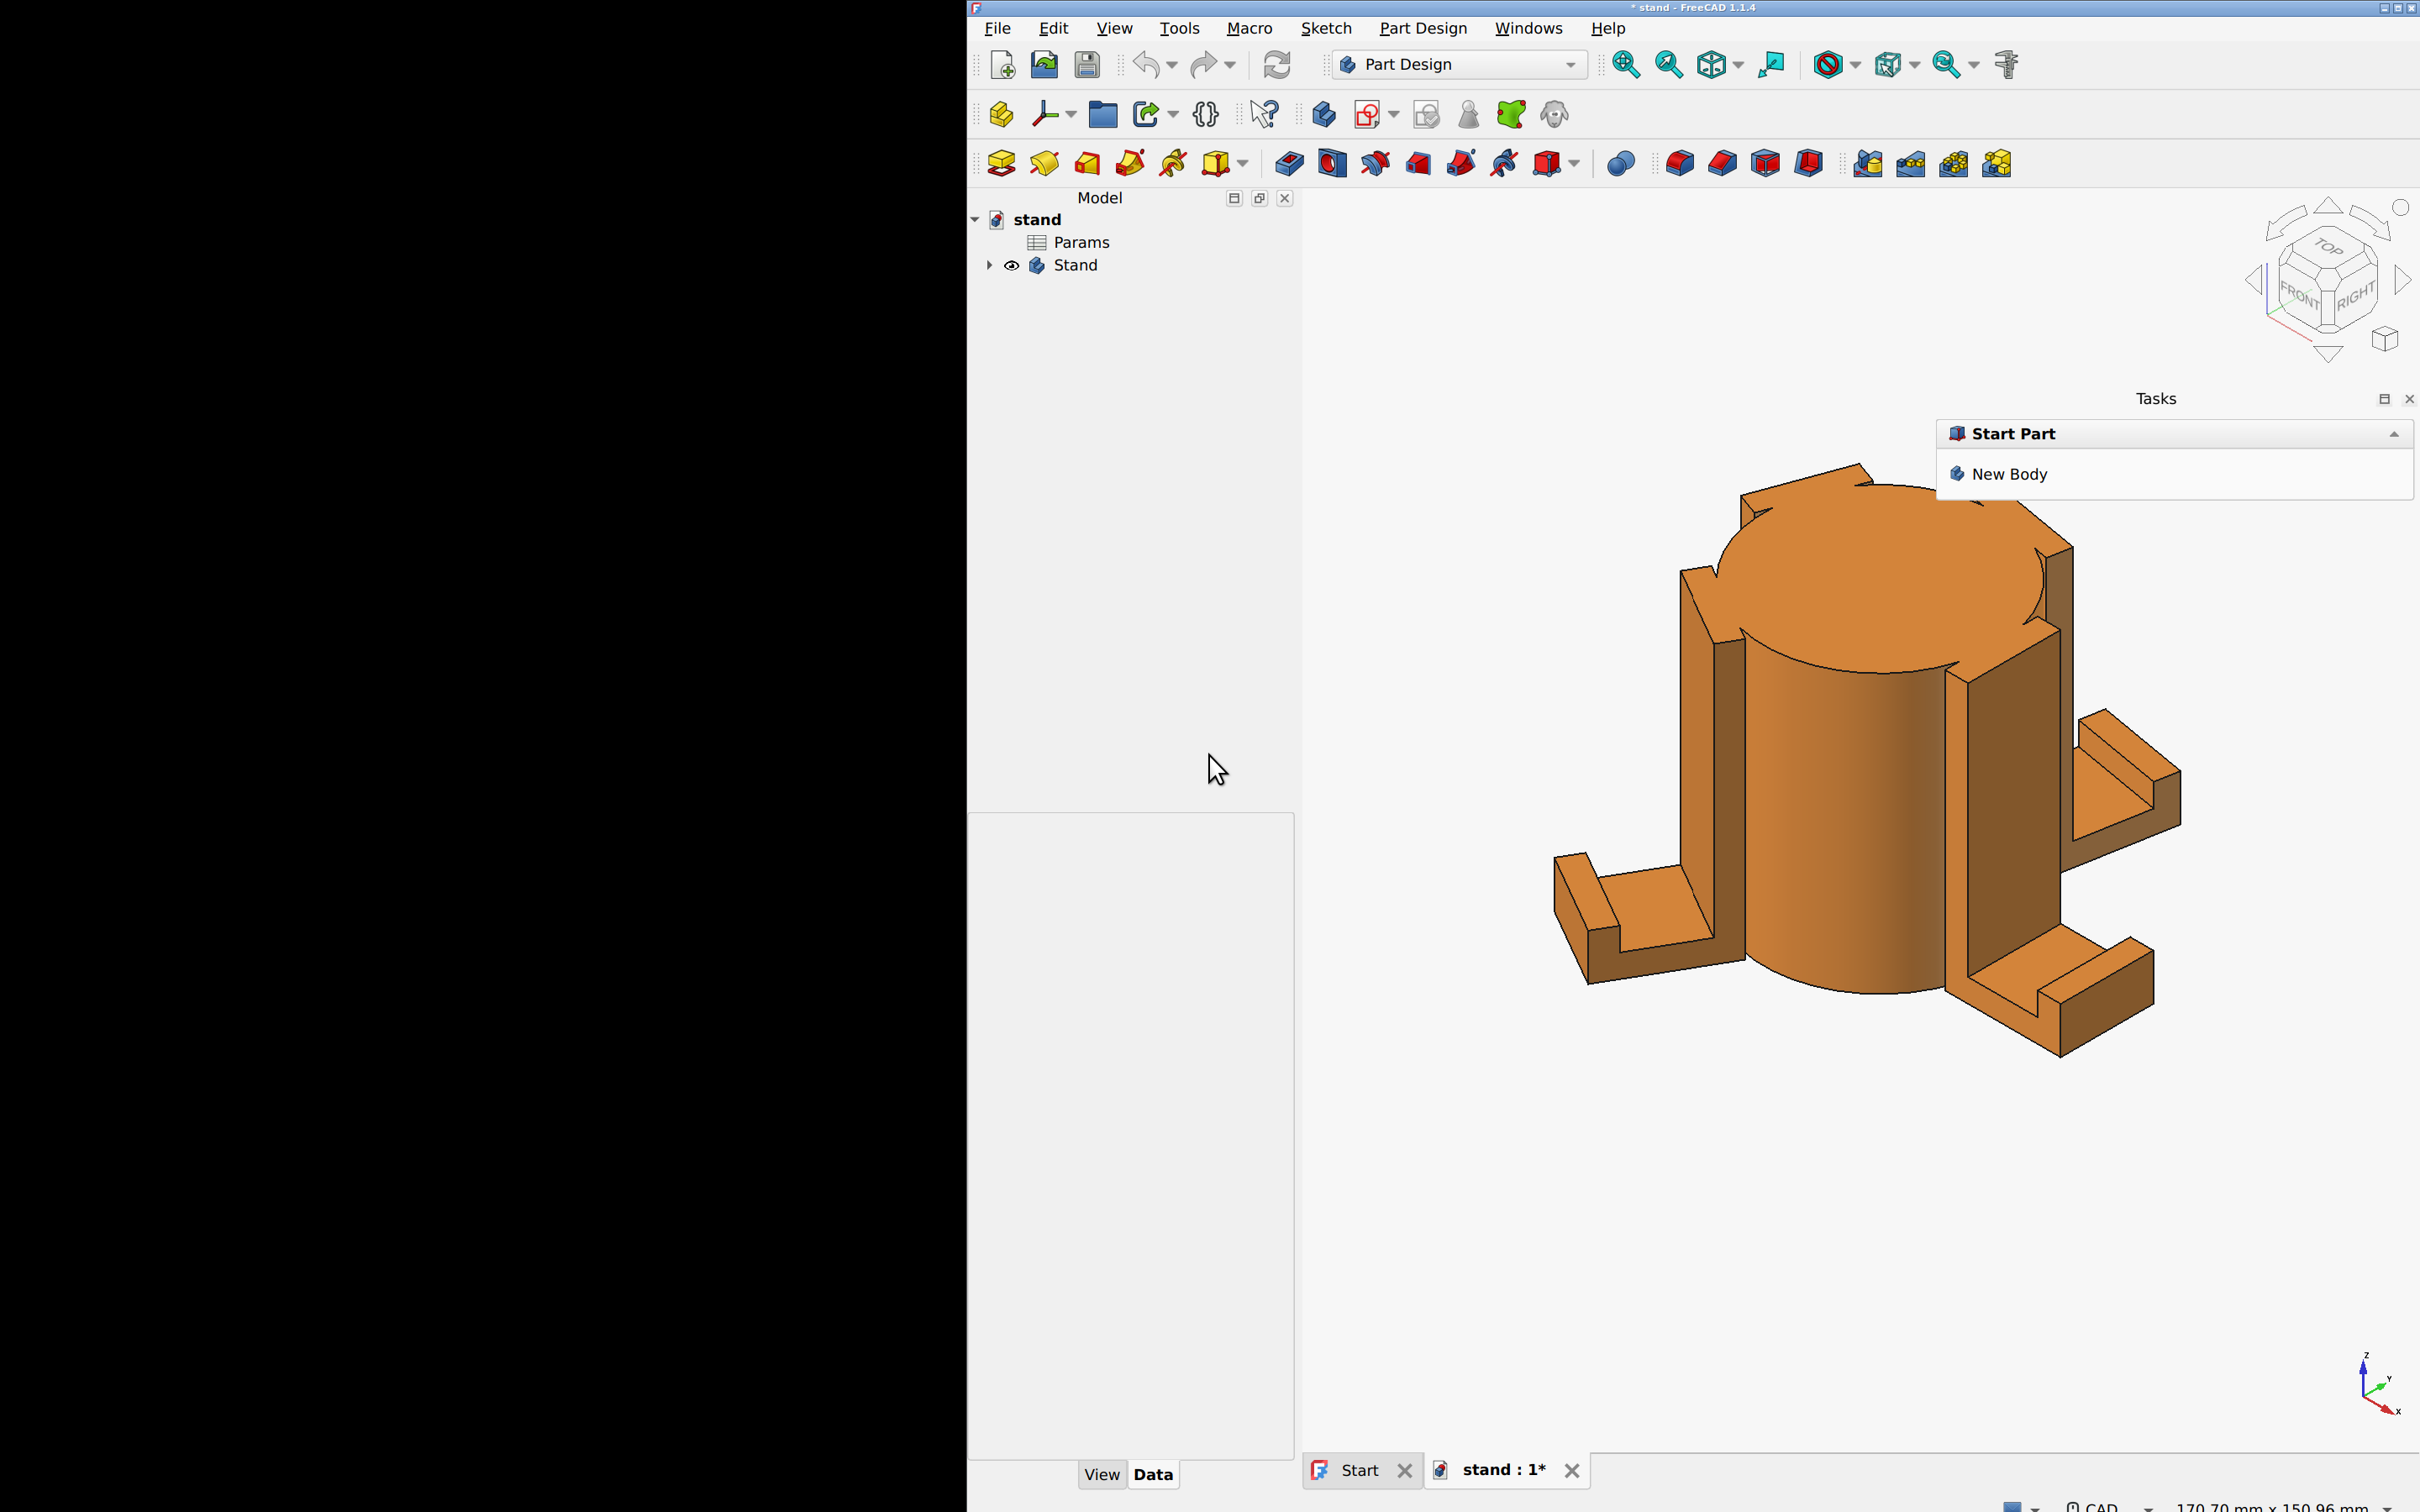 * stand - FreeCAD 1.1.4
File Edit View Tools Macro Sketch Part Design Windows Help
Part Design
Model
stand
Params
Stand
TOP
FRONT
RIGHT
Tasks
Start Part
New Body
Z
Y
X
View Data
Start
stand : 1*
CAD
170.70 mm x 150.96 mm